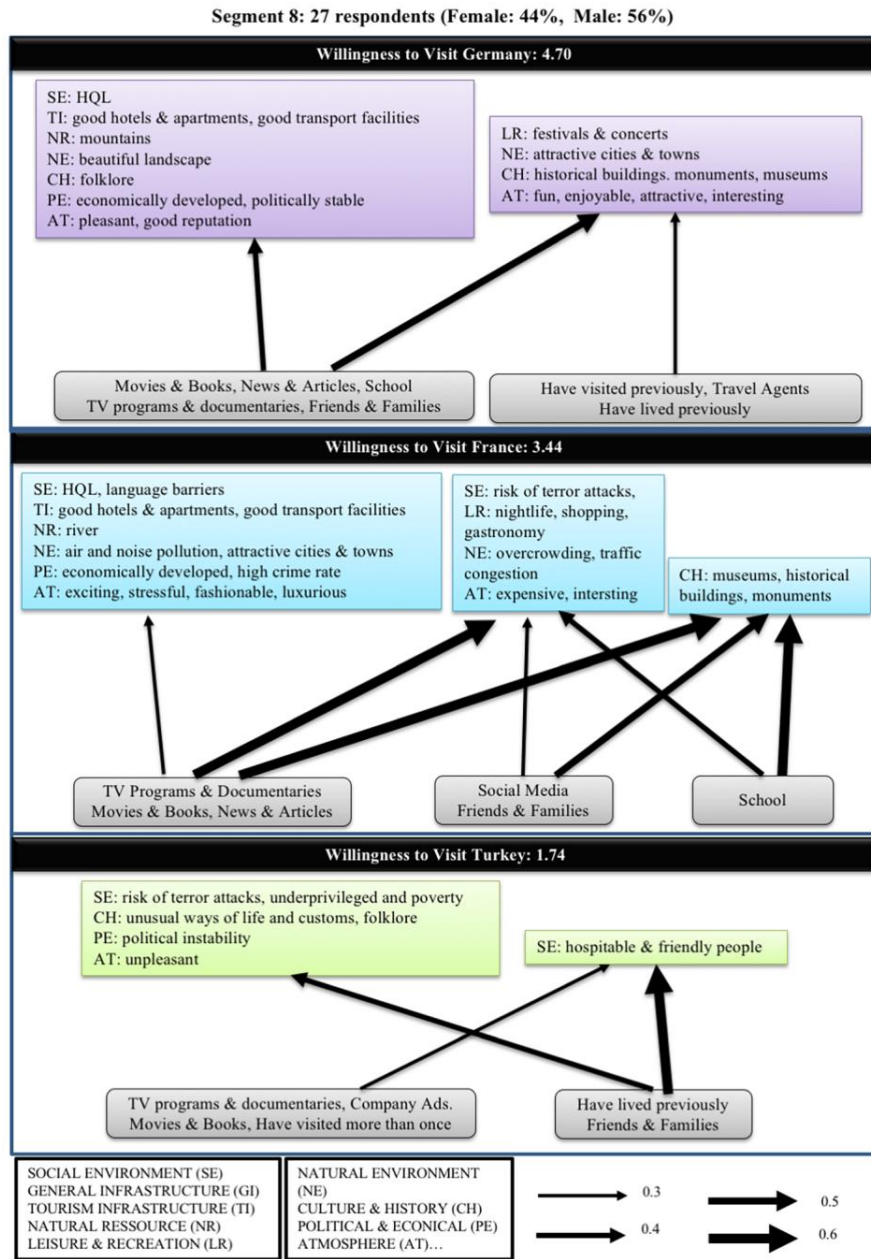 Segment 8: 27 respondents (Female: 44%, Male: 56%)
Willingness to Visit Germany: 4.70
SE: HQL
TI: good hotels & apartments, good transport facilities
NR: mountains
NE: beautiful landscape
CH: folklore
PE: economically developed, politically stable
AT: pleasant, good reputation
LR: festivals & concerts
NE: attractive cities & towns
CH: historical buildings. monuments, museums
AT: fun, enjoyable, attractive, interesting
Movies & Books, News & Articles, School
TV programs & documentaries, Friends & Families
Have visited previously, Travel Agents
Have lived previously
Willingness to Visit France: 3.44
SE: HQL, language barriers
TI: good hotels & apartments, good transport facilities
NR: river
NE: air and noise pollution, attractive cities & towns
PE: economically developed, high crime rate
AT: exciting, stressful, fashionable, luxurious
SE: risk of terror attacks,
LR: nightlife, shopping,
gastronomy
NE: overcrowding, traffic
congestion
AT: expensive, intersting
CH: museums, historical
buildings, monuments
TV Programs & Documentaries
Movies & Books, News & Articles
Social Media
Friends & Families
School
Willingness to Visit Turkey: 1.74
SE: risk of terror attacks, underprivileged and poverty
CH: unusual ways of life and customs, folklore
PE: political instability
AT: unpleasant
SE: hospitable & friendly people
TV programs & documentaries, Company Ads.
Movies & Books, Have visited more than once
Have lived previously
Friends & Families
SOCIAL ENVIRONMENT (SE)
GENERAL INFRASTRUCTURE (GI)
TOURISM INFRASTRUCTURE (TI)
NATURAL RESSOURCE (NR)
LEISURE & RECREATION (LR)
NATURAL ENVIRONMENT
(NE)
CULTURE & HISTORY (CH)
POLITICAL & ECONICAL (PE)
ATMOSPHERE (AT)…
0.3
0.5
0.4
0.6